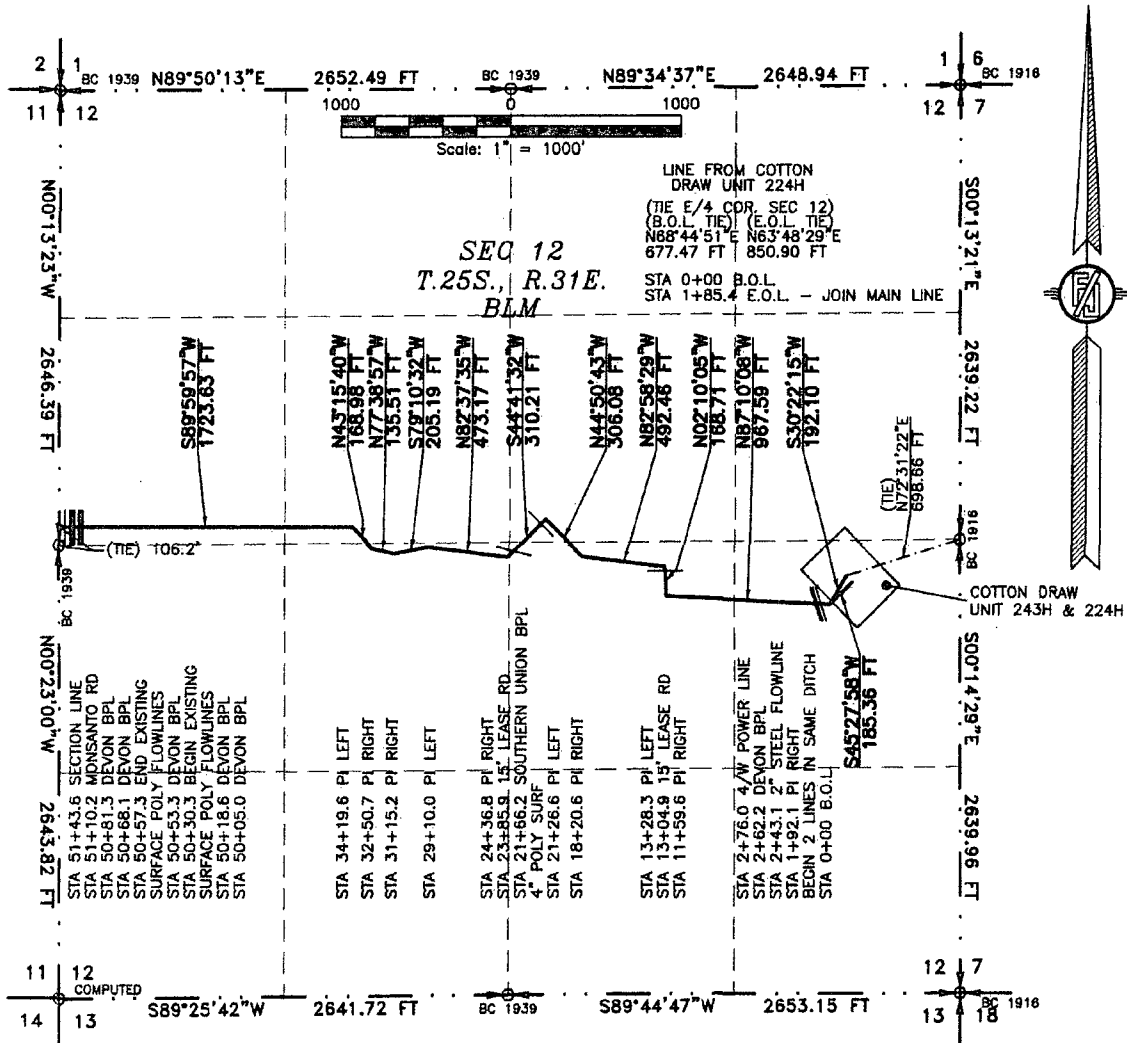 2 1
BC 1939
N89°50'13"E 2652.49 FT
BC 1939
N89°34'37"E 2648.94 FT
1 6
BC 1916
11 12
12 7
1000 0 1000
Scale: 1" = 1000'
LINE FROM COTTON
DRAW UNIT 224H
(TIE E/4 COR. SEC 12)
(B.O.L. TIE) (E.O.L. TIE)
N68°44'51"E N63°48'29"E
677.47 FT 850.90 FT
STA 0+00 B.O.L.
STA 1+85.4 E.O.L. - JOIN MAIN LINE
SEC 12
T.25S., R.31E.
BLM
N00°13'23"W 2646.39 FT
S00°13'21"E 2639.22 FT
S89°59'57"W
1723.63 FT
N43°15'40"W
168.98 FT
N77°38'57"W
135.51 FT
S79°10'32"W
205.19 FT
N82°37'35"W
473.17 FT
S44°41'32"W
310.21 FT
N44°50'43"W
306.08 FT
N82°58'29"W
492.46 FT
N02°10'05"W
168.71 FT
N87°10'08"W
967.59 FT
S30°22'15"W
192.10 FT
(TIE)
N72°31'22"E
698.66 FT
(TIE) 106.2'
BC 1939
BC 1916
COTTON DRAW
UNIT 243H & 224H
S45°27'58"W
185.36 FT
N00°23'00"W 2643.82 FT
S00°14'29"E 2639.96 FT
STA 51+43.6 SECTION LINE
STA 51+10.2 MONSANTO RD
STA 50+81.3 DEVON BPL
STA 50+68.1 DEVON BPL
STA 50+57.3 END EXISTING
SURFACE POLY FLOWLINES
STA 50+53.3 DEVON BPL
STA 50+30.3 BEGIN EXISTING
SURFACE POLY FLOWLINES
STA 50+18.6 DEVON BPL
STA 50+05.0 DEVON BPL
STA 34+19.6 PI LEFT
STA 32+50.7 PI RIGHT
STA 31+15.2 PI RIGHT
STA 29+10.0 PI LEFT
STA 24+36.8 PI RIGHT
STA 23+85.9 15' LEASE RD
STA 21+66.2 SOUTHERN UNION BPL
4" POLY SURF
STA 21+26.6 PI LEFT
STA 18+20.6 PI RIGHT
STA 13+28.3 PI LEFT
STA 13+04.9 15' LEASE RD
STA 11+59.6 PI RIGHT
STA 2+76.0 4/W POWER LINE
STA 2+62.2 DEVON BPL
STA 2+43.1 2" STEEL FLOWLINE
STA 1+92.1 PI RIGHT
BEGIN 2 LINES IN SAME DITCH
STA 0+00 B.O.L.
11 12
COMPUTED
12 7
S89°25'42"W 2641.72 FT
BC 1939
S89°44'47"W 2653.15 FT
BC 1916
14 13
13 18